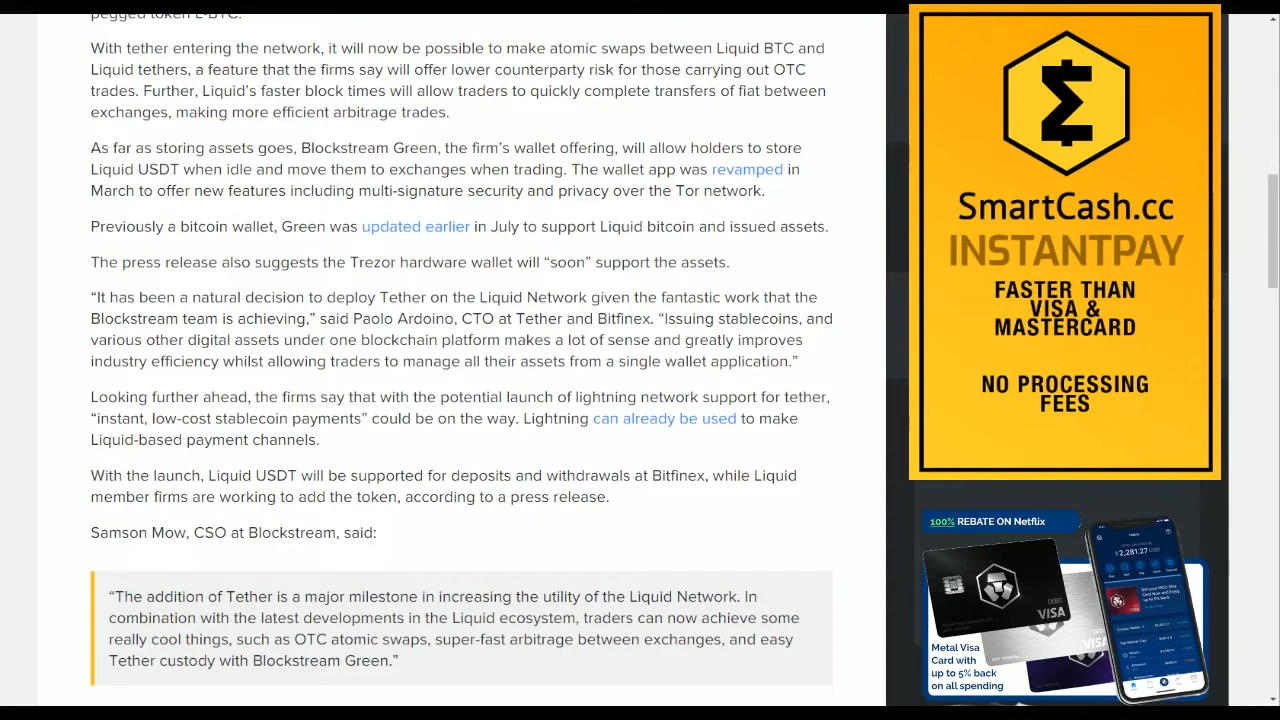 pegged token L-BTC.
With tether entering the network, it will now be possible to make atomic swaps between Liquid BTC and
Liquid tethers, a feature that the firms say will offer lower counterparty risk for those carrying out OTC
trades. Further, Liquid’s faster block times will allow traders to quickly complete transfers of fiat between
exchanges, making more efficient arbitrage trades.
As far as storing assets goes, Blockstream Green, the firm’s wallet offering, will allow holders to store
Liquid USDT when idle and move them to exchanges when trading. The wallet app was revamped in
March to offer new features including multi-signature security and privacy over the Tor network.
Previously a bitcoin wallet, Green was updated earlier in July to support Liquid bitcoin and issued assets.
The press release also suggests the Trezor hardware wallet will “soon” support the assets.
“It has been a natural decision to deploy Tether on the Liquid Network given the fantastic work that the
Blockstream team is achieving,” said Paolo Ardoino, CTO at Tether and Bitfinex. “Issuing stablecoins, and
various other digital assets under one blockchain platform makes a lot of sense and greatly improves
industry efficiency whilst allowing traders to manage all their assets from a single wallet application.”
Looking further ahead, the firms say that with the potential launch of lightning network support for tether,
“instant, low-cost stablecoin payments” could be on the way. Lightning can already be used to make
Liquid-based payment channels.
With the launch, Liquid USDT will be supported for deposits and withdrawals at Bitfinex, while Liquid
member firms are working to add the token, according to a press release.
Samson Mow, CSO at Blockstream, said:
“The addition of Tether is a major milestone in increasing the utility of the Liquid Network. In
combination with the latest developments in the Liquid ecosystem, traders can now achieve some
really cool things, such as OTC atomic swaps, super-fast arbitrage between exchanges, and easy
Tether custody with Blockstream Green.”
SmartCash.cc
INSTANTPAY
FASTER THAN
VISA &
MASTERCARD
NO PROCESSING
FEES
100% REBATE ON Netflix
$2,281.27 USD
DEBIT
VISA
VISA
VISA
Metal Visa
Card with
up to 5% back
on all spending